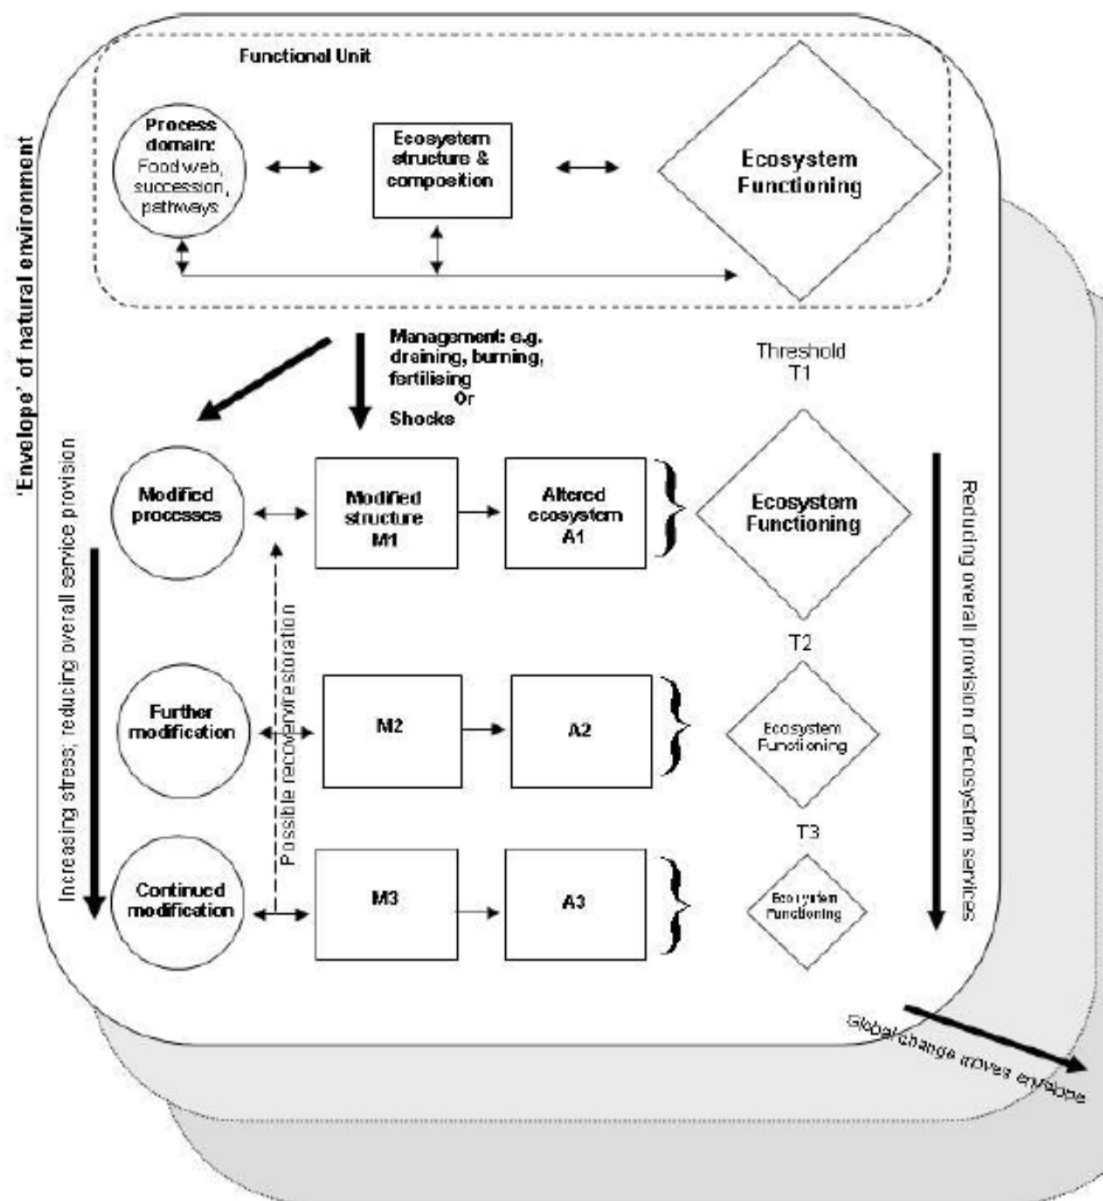 Functional Unit
Process
domain:
Food web,
succession,
pathways
Ecosystem
structure &
composition
Ecosystem
Functioning
'Envelope' of natural environment
Management: e.g.
draining, burning,
fertilising
Or
Shocks
Threshold
T1
Modified
processes
Modified
structure
M1
Altered
ecosystem
A1
Ecosystem
Functioning
Increasing stress, reducing overall service provision
Possible recovery/restoration
Reducing overall provision of ecosystem services
T2
Further
modification
M2
A2
Ecosystem
Functioning
T3
Continued
modification
M3
A3
Ecosystem
Functioning
Global change moves envelope